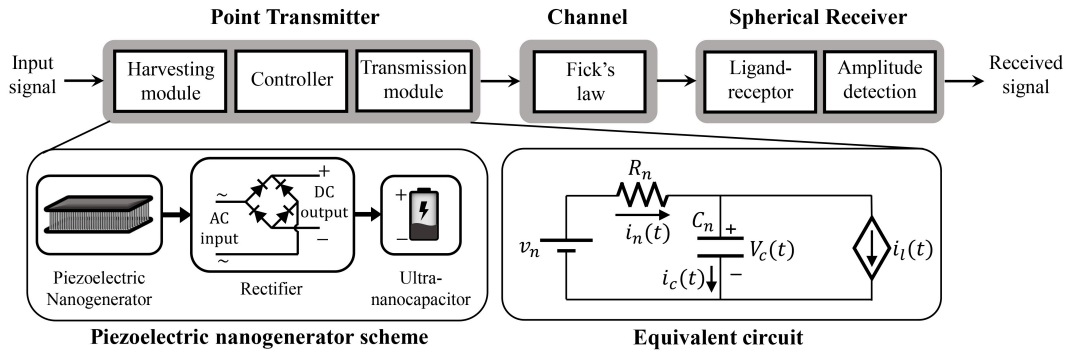 Point Transmitter
Channel
Spherical Receiver
Input
signal
Harvesting
module
Controller
Transmission
module
Fick's
law
Ligand-
receptor
Amplitude
detection
Received
signal
~
AC
input
~
+
DC
output
−
+
−
Piezoelectric
Nanogenerator
Rectifier
Ultra-
nanocapitor
Piezoelectric nanogenerator scheme
v_n
R_n
i_n(t)
C_n
+
V_c(t)
−
i_c(t)
i_l(t)
Equivalent circuit